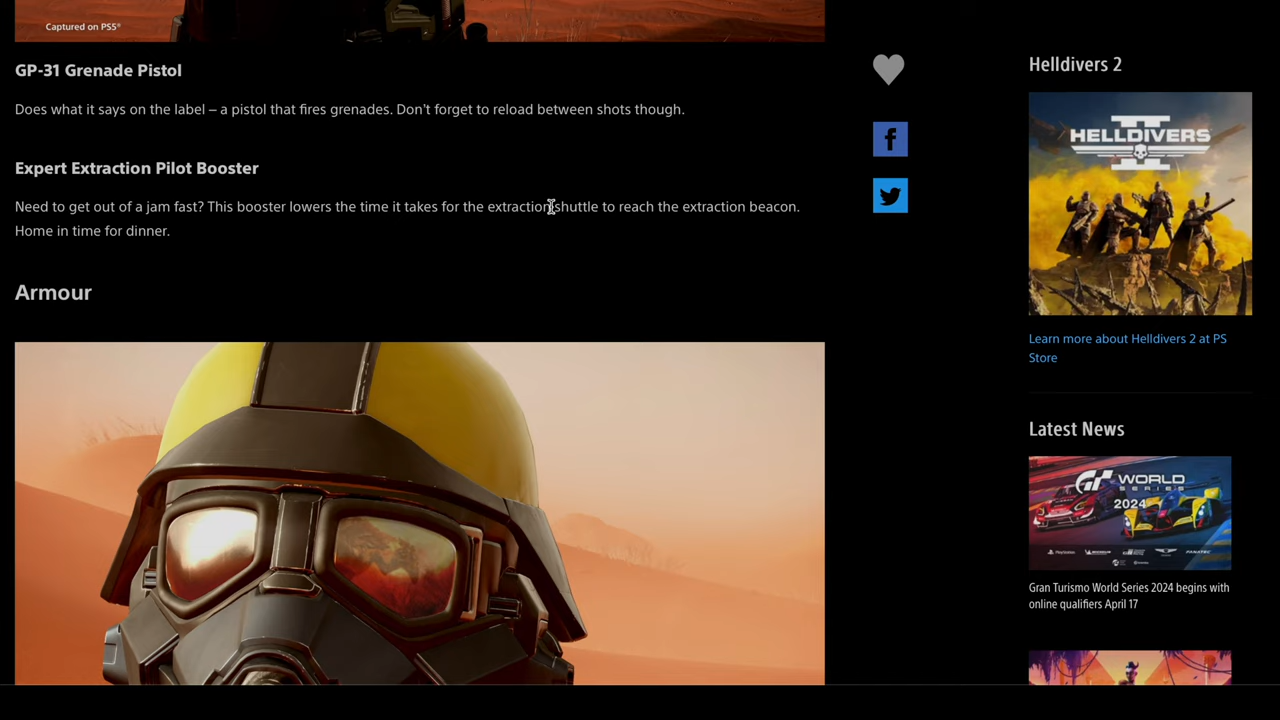 Captured on PS5®
GP-31 Grenade Pistol
Does what it says on the label – a pistol that fires grenades. Don't forget to reload between shots though.
Expert Extraction Pilot Booster
Need to get out of a jam fast? This booster lowers the time it takes for the extraction shuttle to reach the extraction beacon.
Home in time for dinner.
Armour
Helldivers 2
HELLDIVERS
II
Learn more about Helldivers 2 at PS
Store
Latest News
GT WORLD
SERIES
2024
PlayStation
MICHELIN
FANATEC
Gran Turismo World Series 2024 begins with
online qualifiers April 17